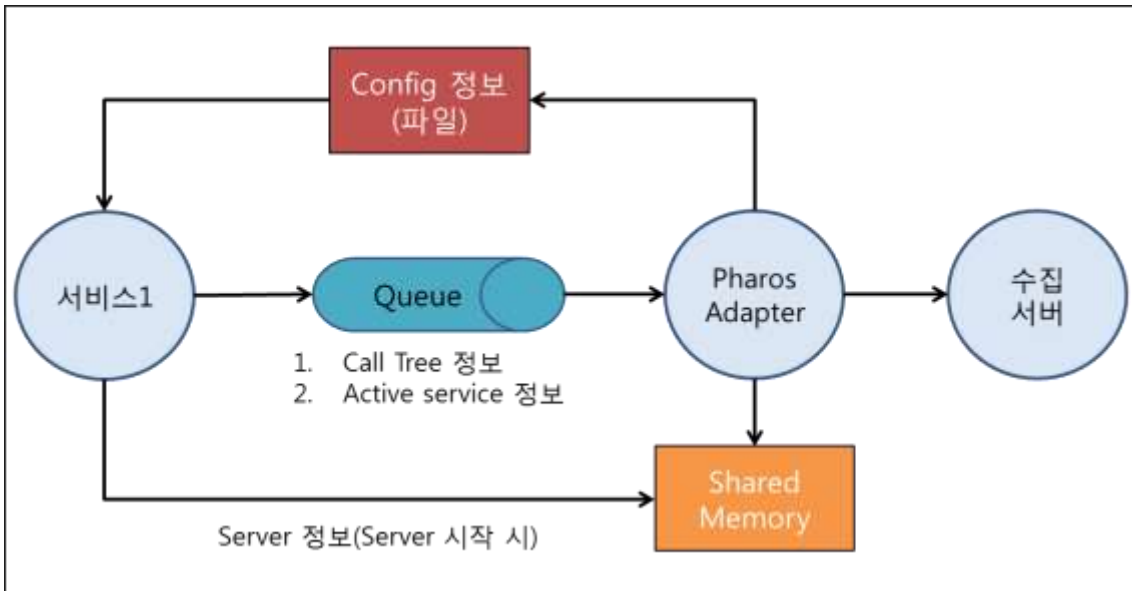 Config 정보
(파일)
서비스1
Queue
Pharos
Adapter
수집
서버
1. Call Tree 정보
2. Active service 정보
Shared
Memory
Server 정보(Server 시작 시)